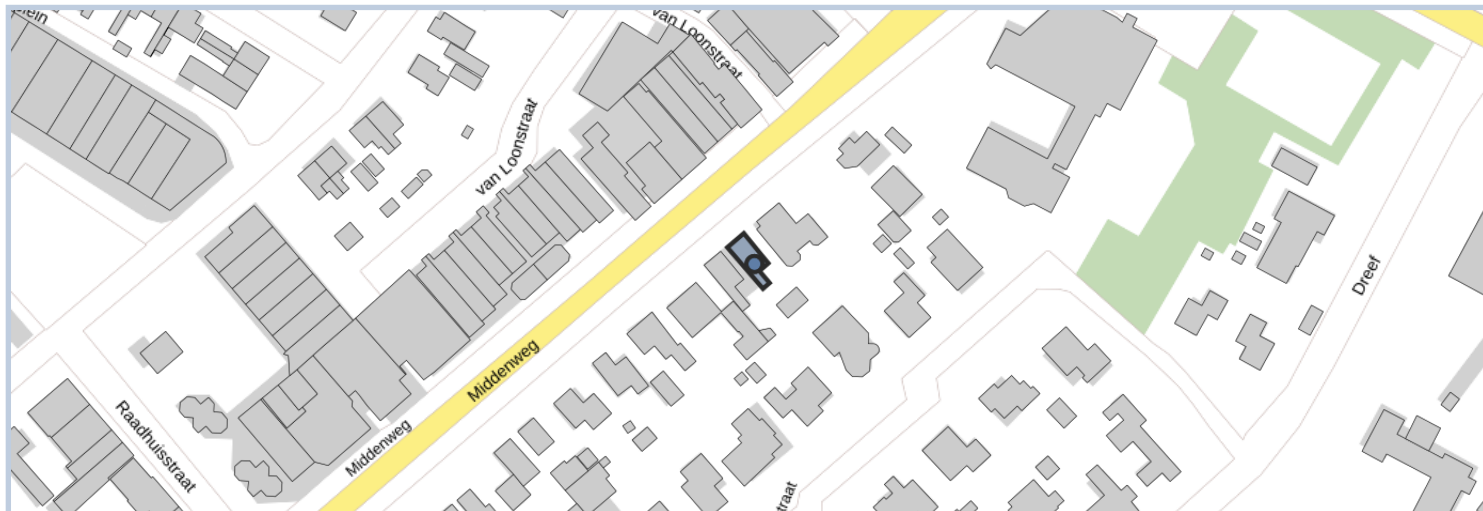 van Loonstraat
van Loonstraat
Middenweg
Middenweg
Raadhuisstraat
Dreef